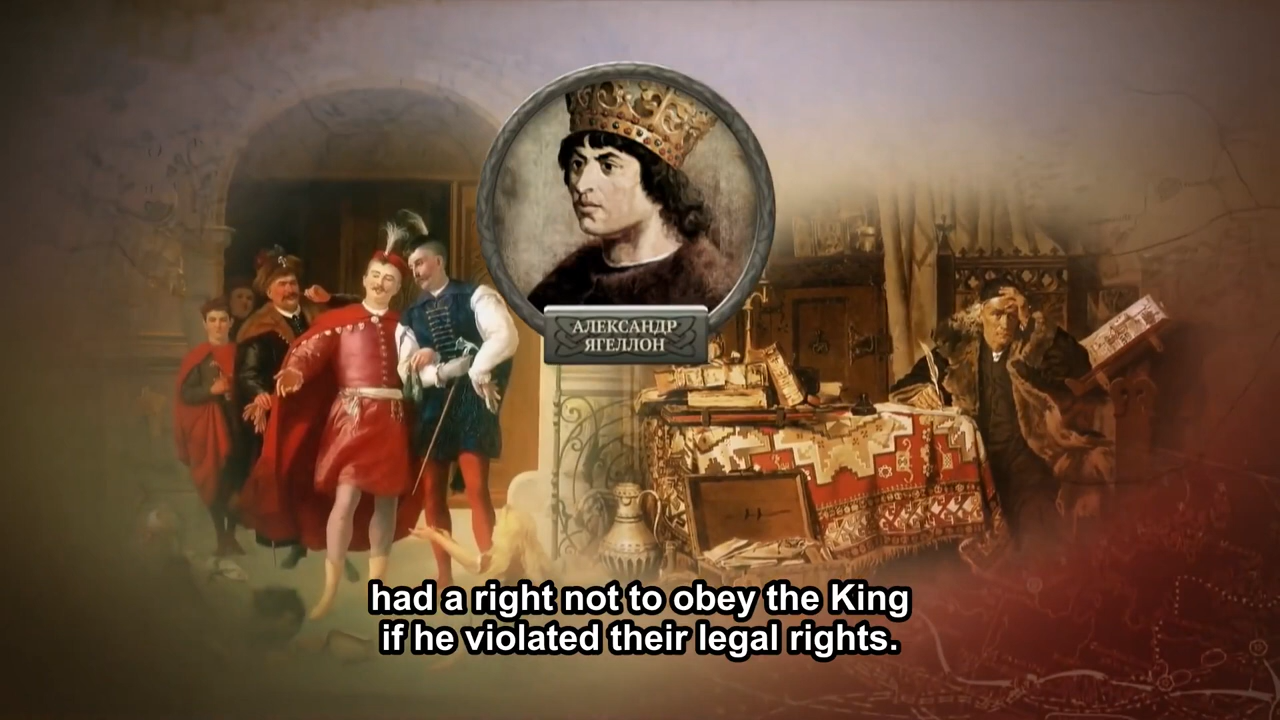 АЛЕКСАНДР
ЯГЕЛЛОН
had a right not to obey the King
if he violated their legal rights.